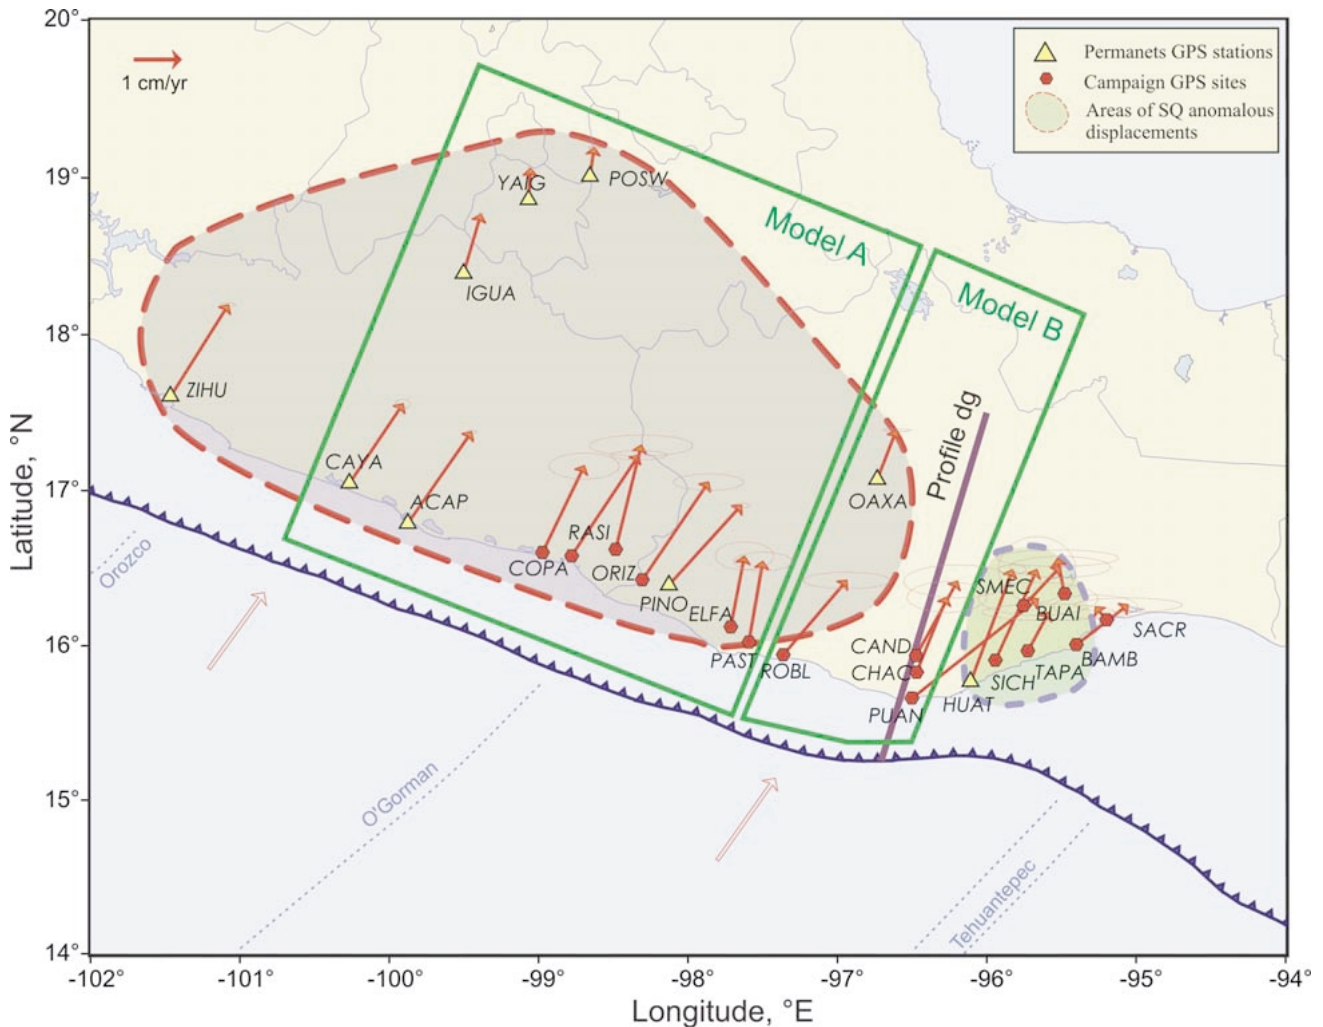 20°
1 cm/yr
Permanets GPS stations
Campaign GPS sites
Areas of SQ anomalous
displacements
19°
YAIG
POSW
Model A
IGUA
Model B
18°
ZIHU
Profile dg
CAYA
17°
ACAP
OAXA
Latitude, °N
RASI
COPA
ORIZ
PINO
ELFA
SMEC
BUAI
SACR
Orozco
16°
PAST
ROBL
CAND
CHAC
TAPA
BAMB
SICH
HUAT
PUAN
15°
O'Gorman
Tehuantepec
14°
-102
-101
-100
-99
-98
-97
-96
-95
-94°
Longitude, °E